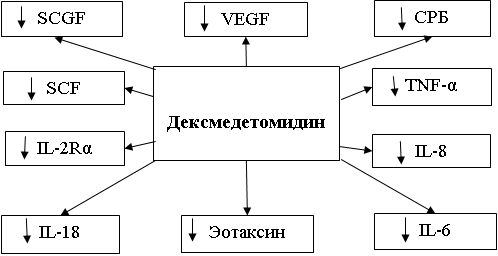 ↓ SCGF
↓ VEGF
↓ СРБ
↓ SCF
↓ TNF-α
Дексмедетомидин
↓ IL-2Rα
↓ IL-8
↓ IL-18
↓ Эотаксин
↓ IL-6